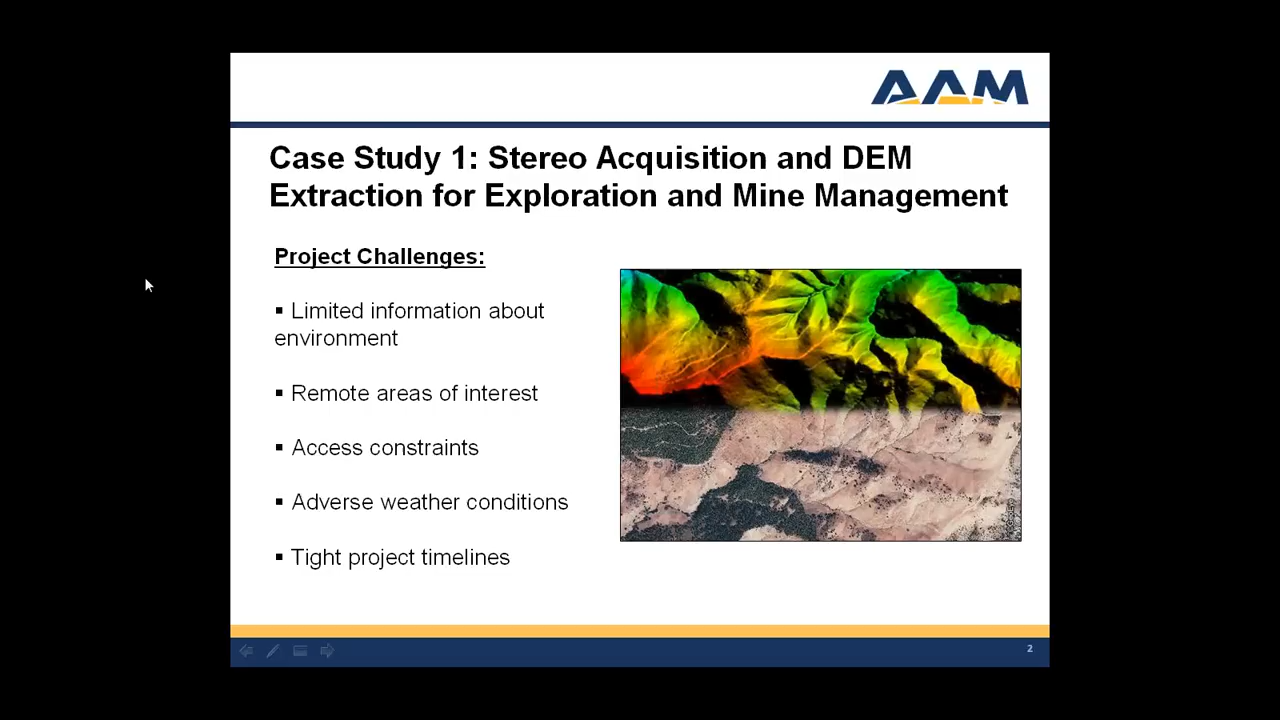 AAM
Case Study 1: Stereo Acquisition and DEM
Extraction for Exploration and Mine Management
Project Challenges:
▪ Limited information about
environment
▪ Remote areas of interest
▪ Access constraints
▪ Adverse weather conditions
▪ Tight project timelines
2